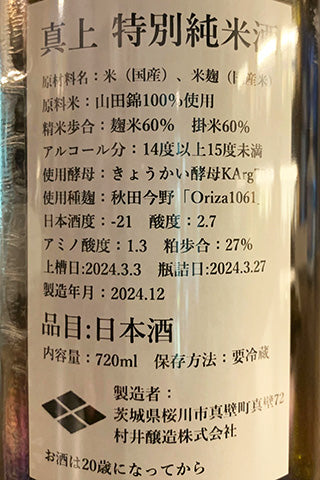 真上 特別純米酒
原材料名：米（国産）、米麹（国産米）
原料米：山田錦100%使用
精米歩合：麹米60%　掛米60%
アルコール分：14度以上15度未満
使用酵母：きょうかい酵母KArg
使用種麹：秋田今野「Oriza1061」
日本酒度：-21　酸度：2.7
アミノ酸度：1.3　粕歩合：27%
上槽日:2024.3.3　瓶詰日:2024.3.27
製造年月：2024.12
品目:日本酒
内容量：720ml　保存方法：要冷蔵
製造者：
茨城県桜川市真壁町真壁72
村井醸造株式会社
お酒は20歳になってから